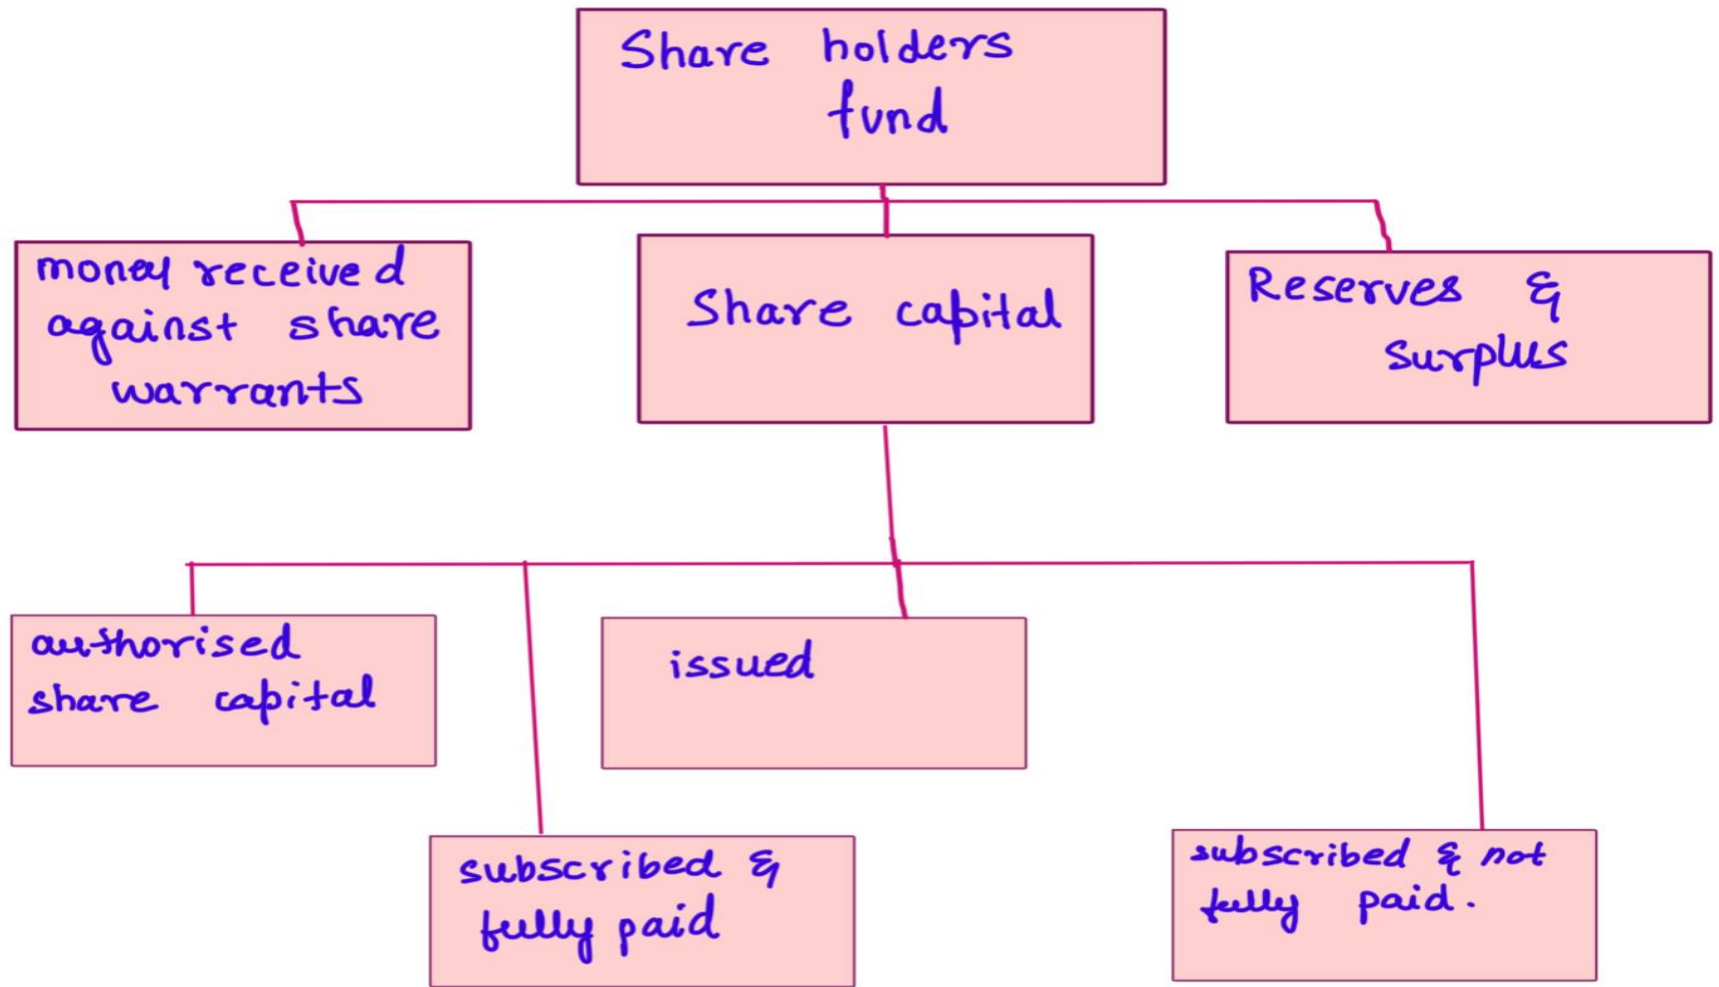 Share holders
fund
money received
against share
warrants
Share capital
Reserves &
surplus
authorised
share capital
issued
subscribed &
fully paid
subscribed & not
fully paid.